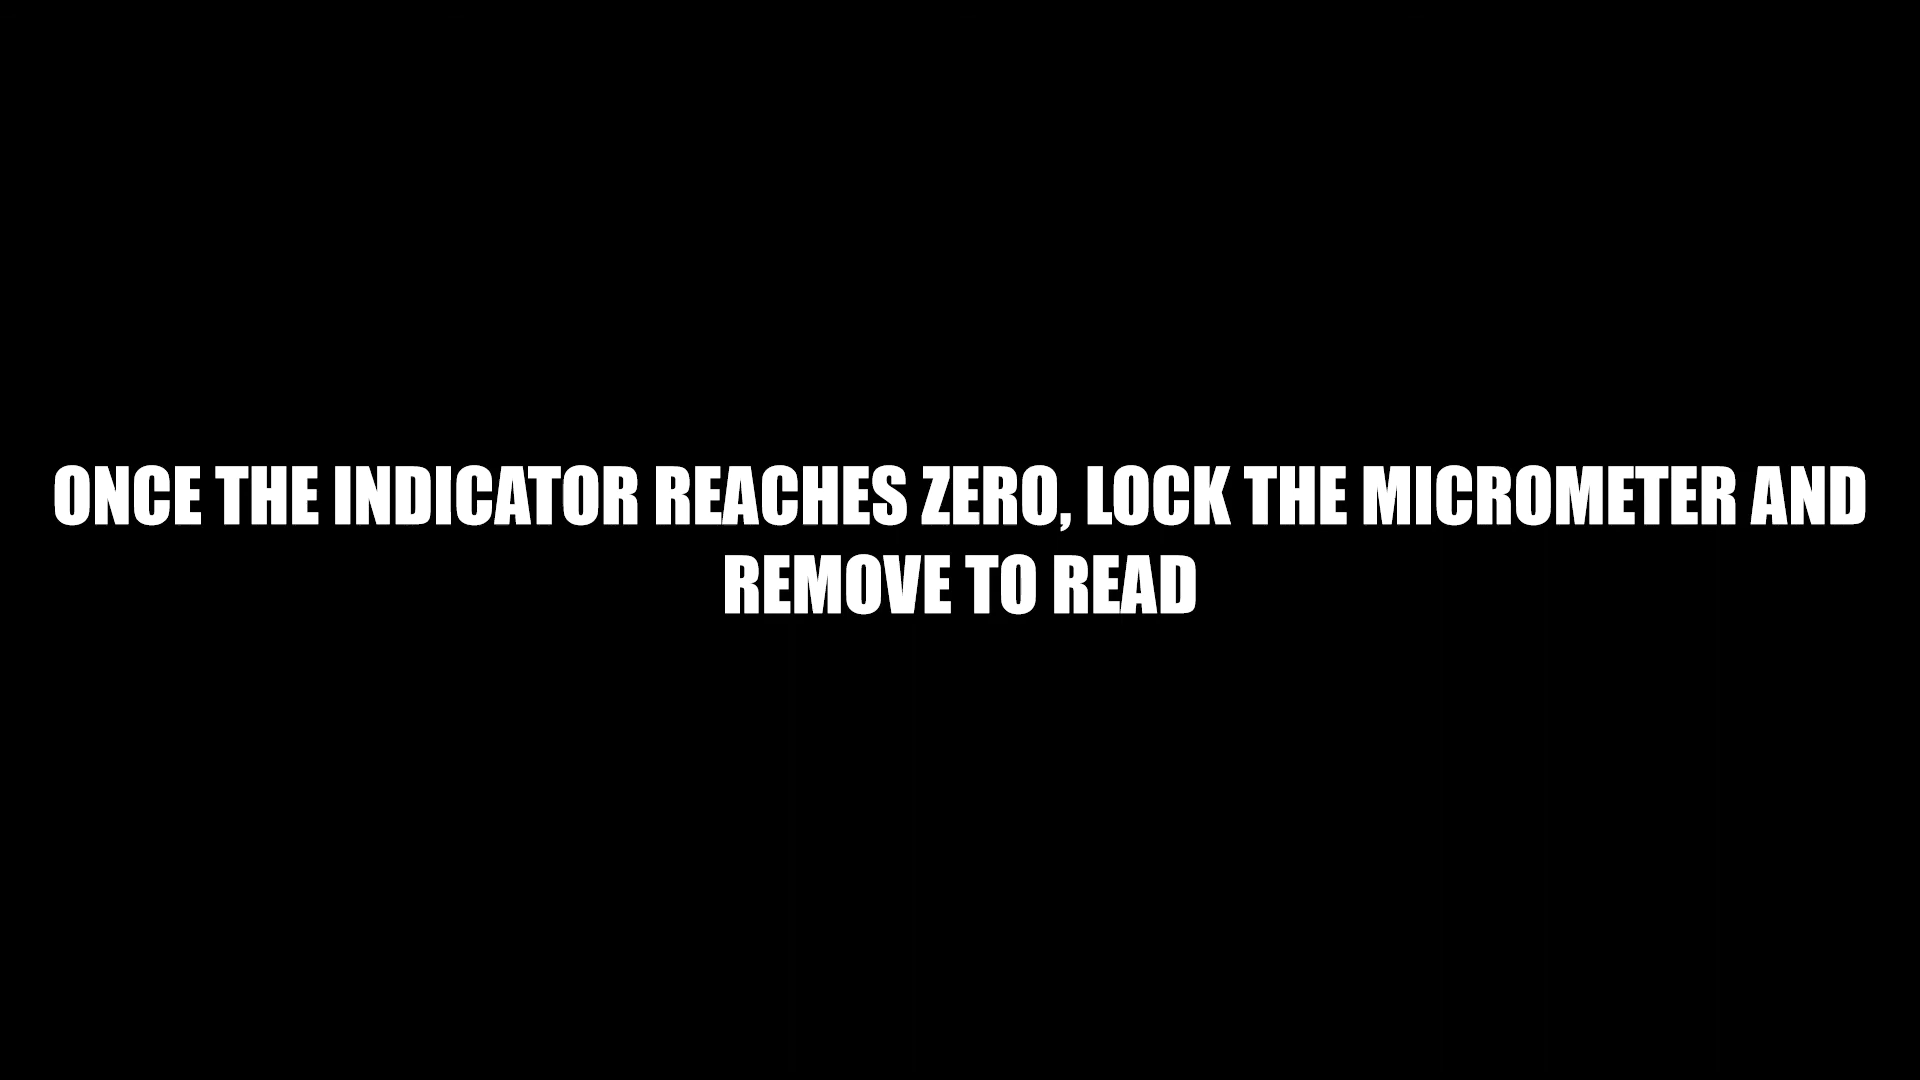 ONCE THE INDICATOR REACHES ZERO, LOCK THE MICROMETER AND
REMOVE TO READ